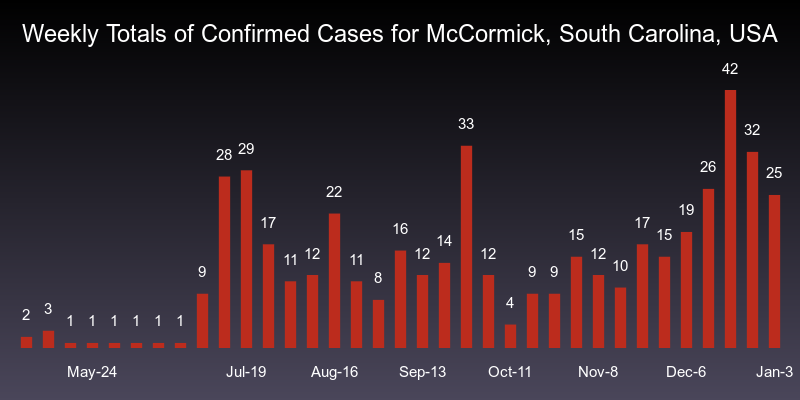 Weekly Totals of Confirmed Cases for McCormick, South Carolina, USA
2 3 1 1 1 1 1 1 9 28 29 17 11 12 22 11 8 16 12 14 33 12 4 9 9 15 12 10 17 15 19 26 42 32 25
May-24 Jul-19 Aug-16 Sep-13 Oct-11 Nov-8 Dec-6 Jan-3